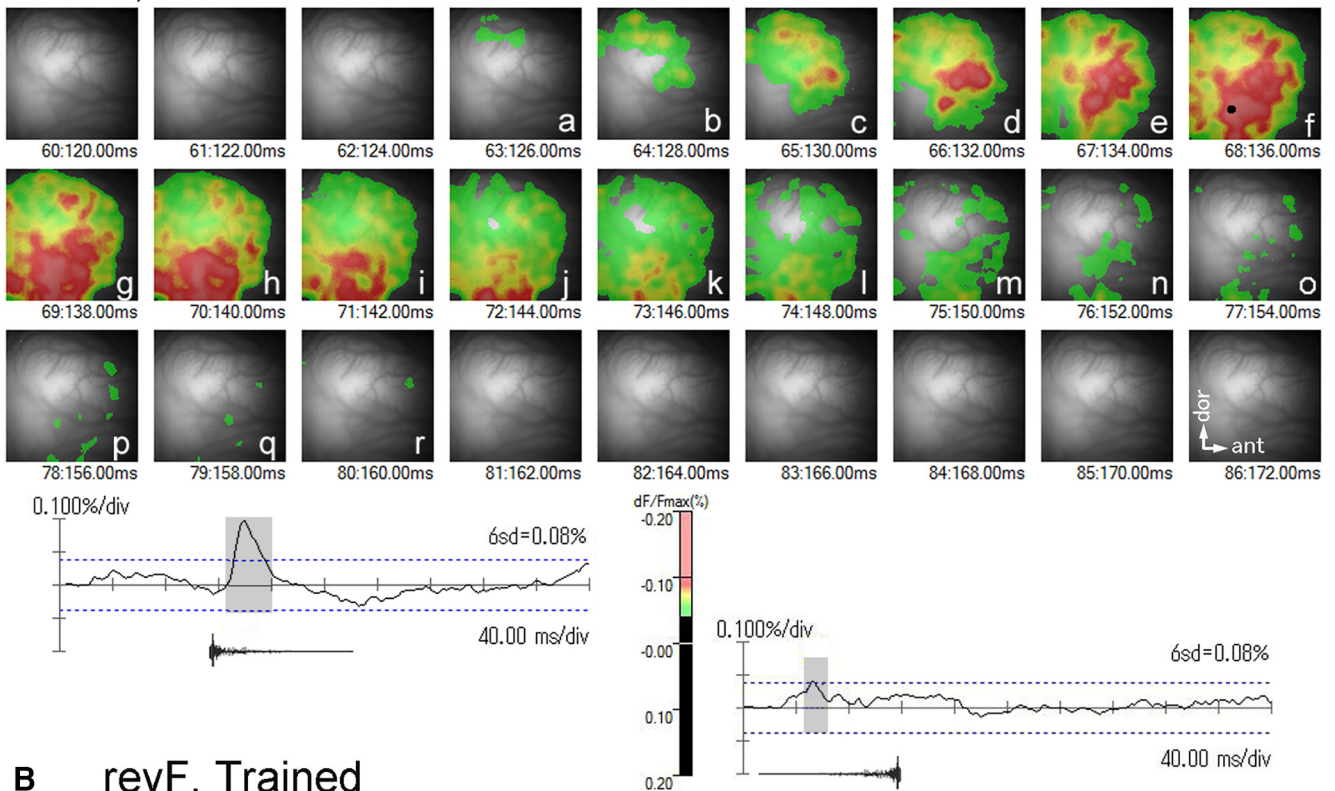 a b c d e f
60:120.00ms 61:122.00ms 62:124.00ms 63:126.00ms 64:128.00ms 65:130.00ms 66:132.00ms 67:134.00ms 68:136.00ms
g h i j k l m n o
69:138.00ms 70:140.00ms 71:142.00ms 72:144.00ms 73:146.00ms 74:148.00ms 75:150.00ms 76:152.00ms 77:154.00ms
dor
p q r ant
78:156.00ms 79:158.00ms 80:160.00ms 81:162.00ms 82:164.00ms 83:166.00ms 84:168.00ms 85:170.00ms 86:172.00ms
0.100%/div
6sd=0.08%
40.00 ms/div
dF/Fmax(%)
-0.20
-0.10
-0.00
0.10
0.20
0.100%/div
6sd=0.08%
40.00 ms/div
B revF, Trained